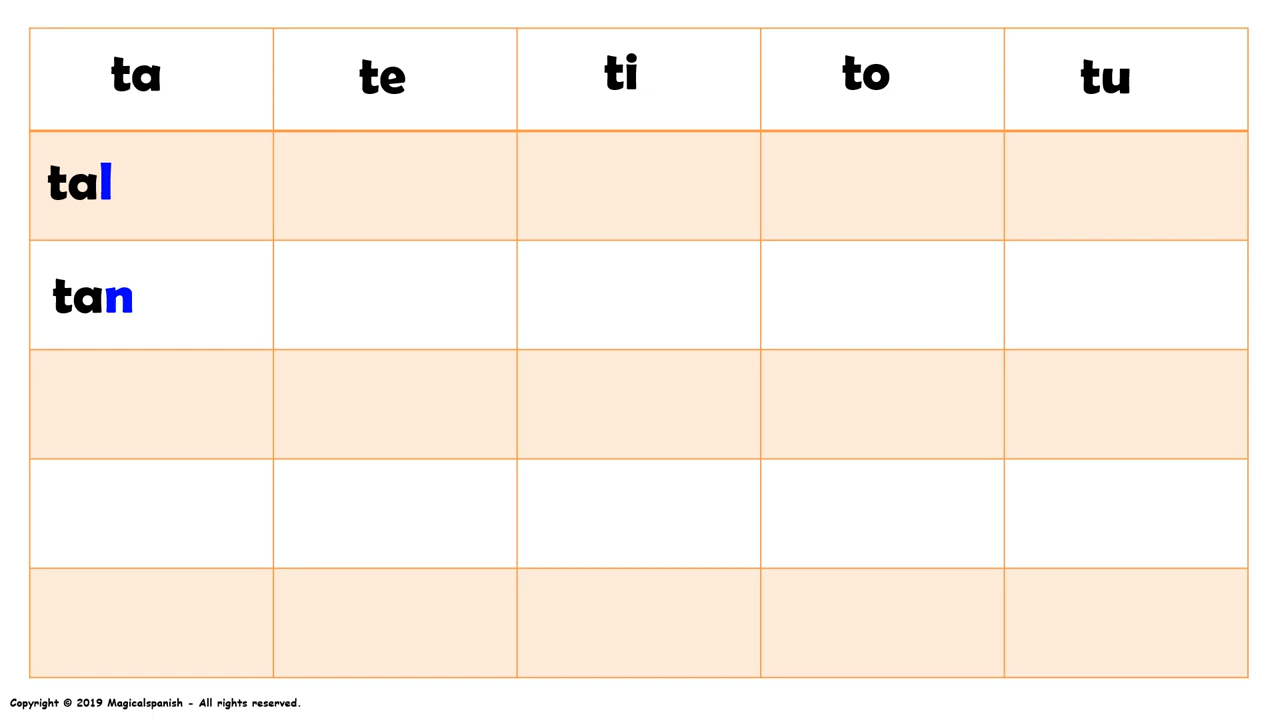 ta te ti to tu
tal
tan
Copyright © 2019 Magicalspanish - All rights reserved.